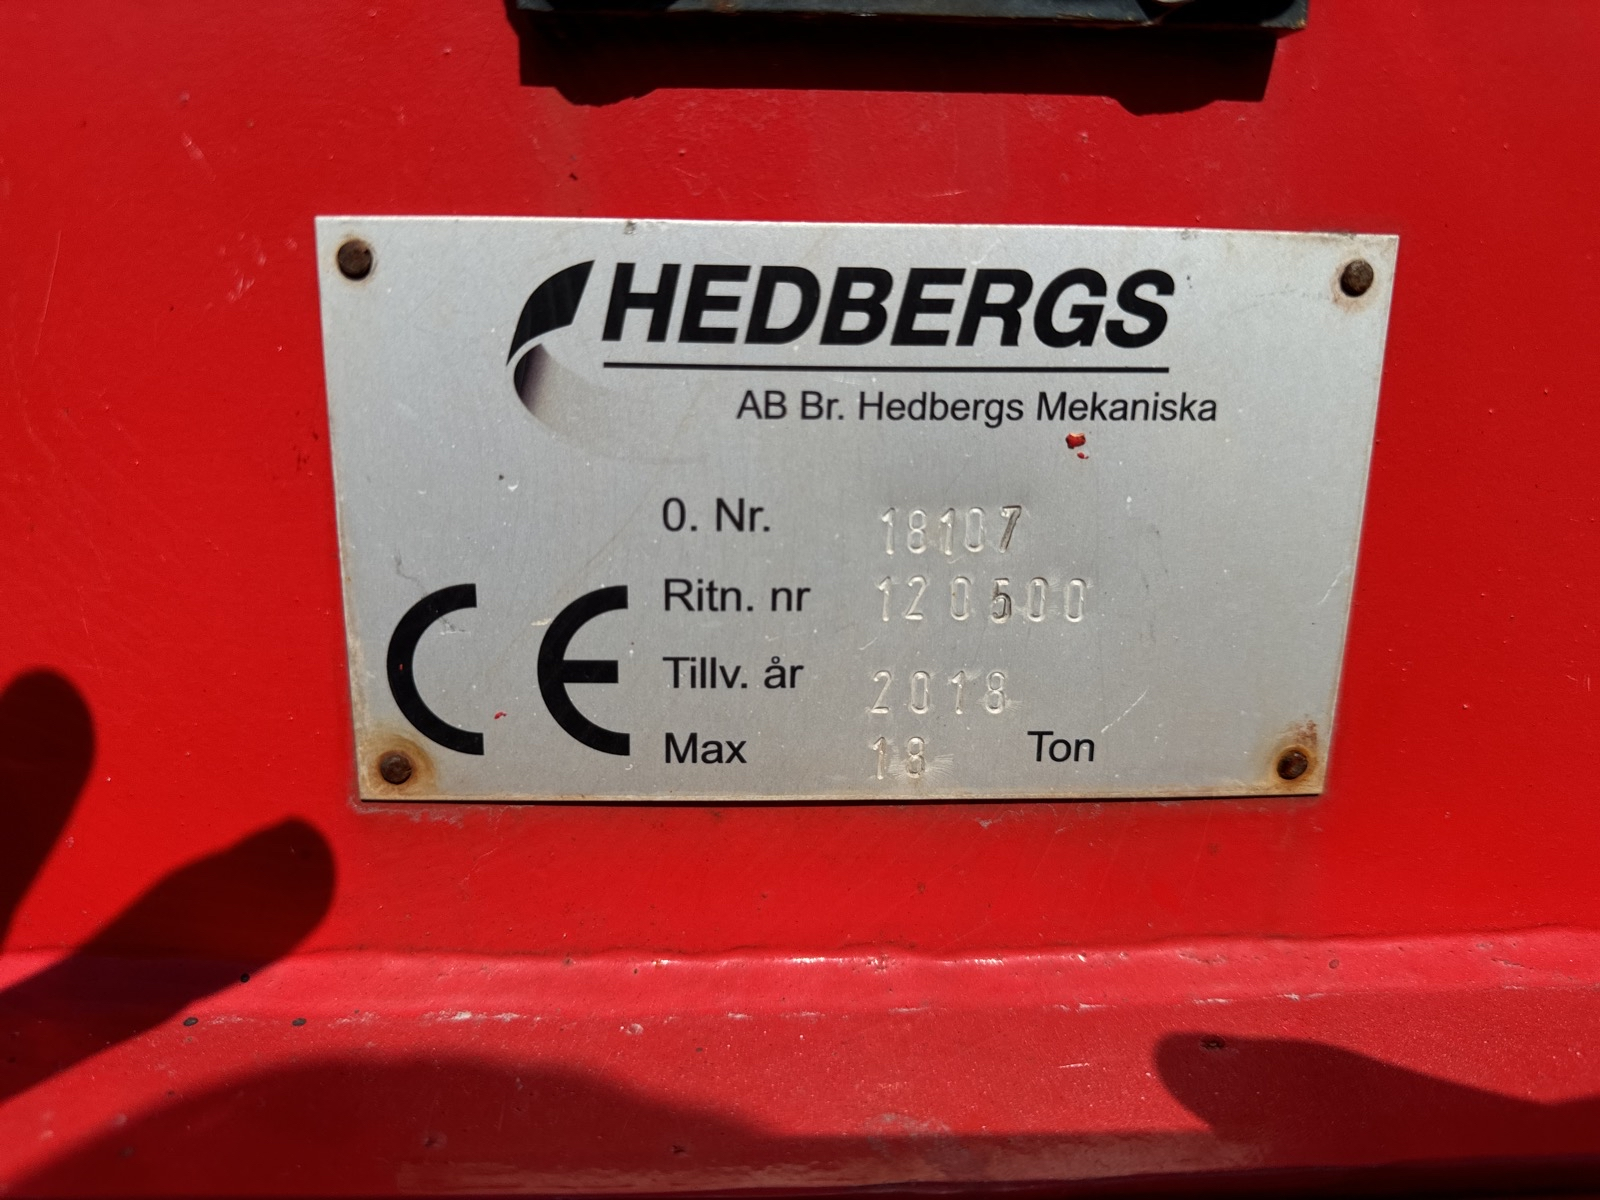 HEDBERGS
AB Br. Hedbergs Mekaniska
0. Nr. 18107
Ritn. nr 120500
Tillv. år 2018
Max 18 Ton
CE